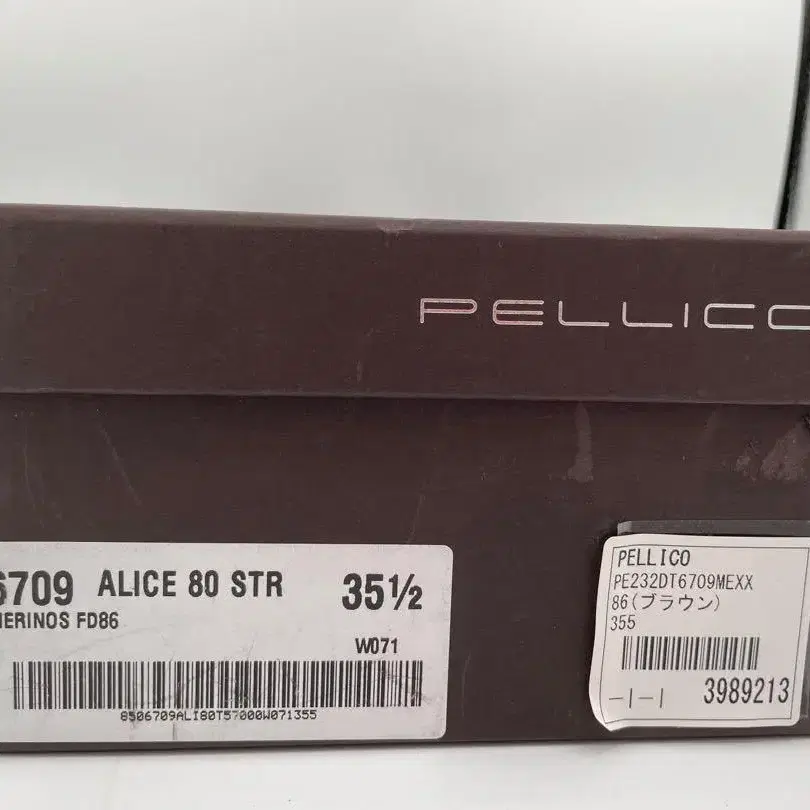 PELLICO
6709 ALICE 80 STR 35½
MERINOS FD86
W071
8506709ALI80T57000W071355
PELLICO
PE232DT6709MEXX
86(ブラウン)
355
-|-| 3989213